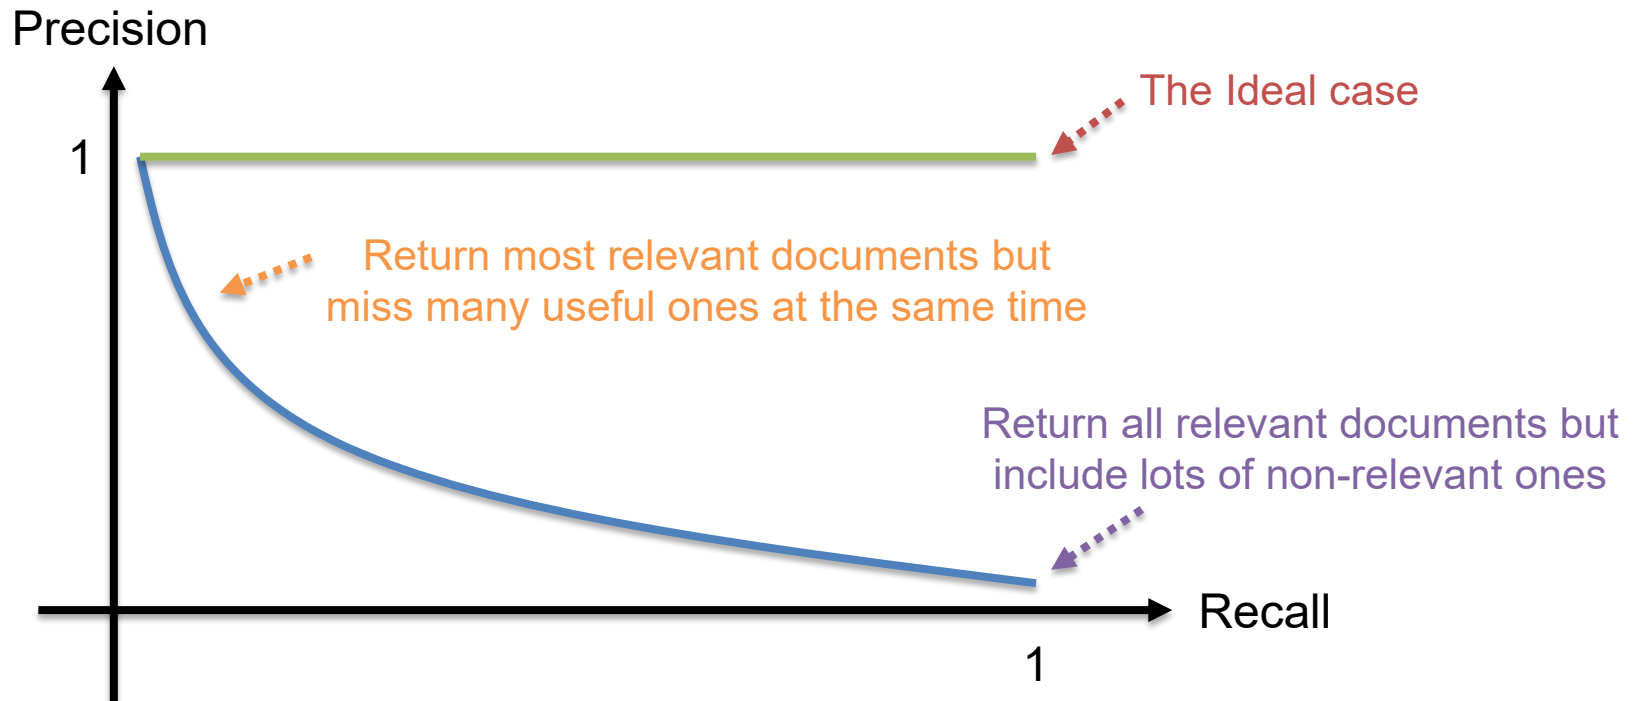 Precision
The Ideal case
1
Return most relevant documents but
miss many useful ones at the same time
Return all relevant documents but
include lots of non-relevant ones
Recall
1